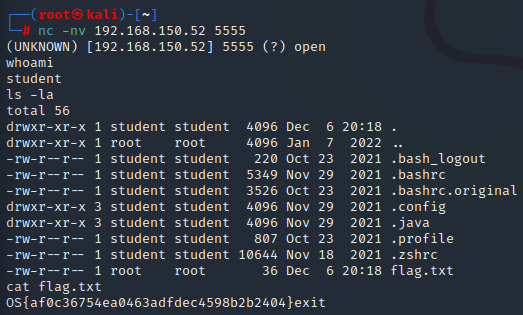 ┌──(root㉿kali)-[~]
└─# nc -nv 192.168.150.52 5555
(UNKNOWN) [192.168.150.52] 5555 (?) open
whoami
student
ls -la
total 56
drwxr-xr-x 1 student student  4096 Dec  6 20:18 .
drwxr-xr-x 1 root    root     4096 Jan  7  2022 ..
-rw-r--r-- 1 student student   220 Oct 23  2021 .bash_logout
-rw-r--r-- 1 student student  5349 Nov 29  2021 .bashrc
-rw-r--r-- 1 student student  3526 Oct 23  2021 .bashrc.original
drwxr-xr-x 3 student student  4096 Nov 29  2021 .config
drwxr-xr-x 3 student student  4096 Nov 29  2021 .java
-rw-r--r-- 1 student student   807 Oct 23  2021 .profile
-rw-r--r-- 1 student student 10644 Nov 18  2021 .zshrc
-rw-r--r-- 1 root    root       36 Dec  6 20:18 flag.txt
cat flag.txt
OS{af0c36754ea0463adfdec4598b2b2404}exit